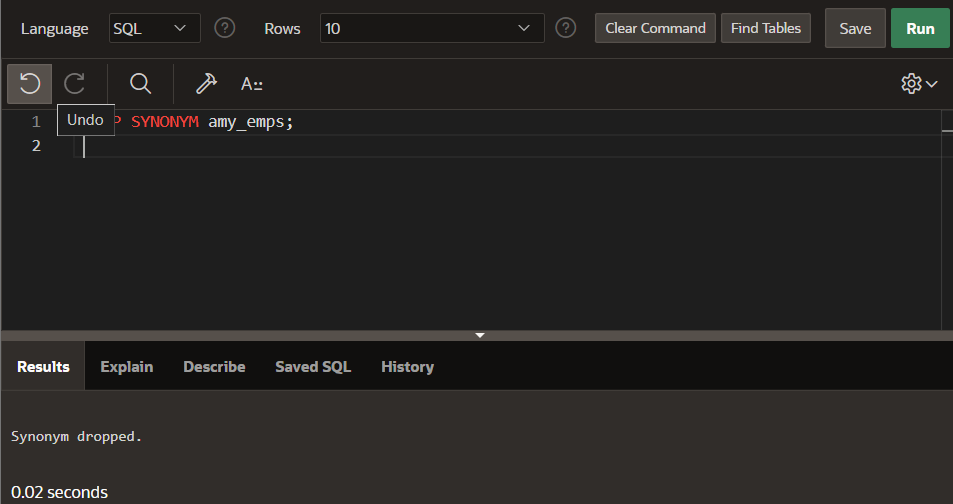 Language SQL Rows 10 Clear Command Find Tables Save Run
A
Undo
1 P SYNONYM amy_emps;
2
Results Explain Describe Saved SQL History
Synonym dropped.
0.02 seconds